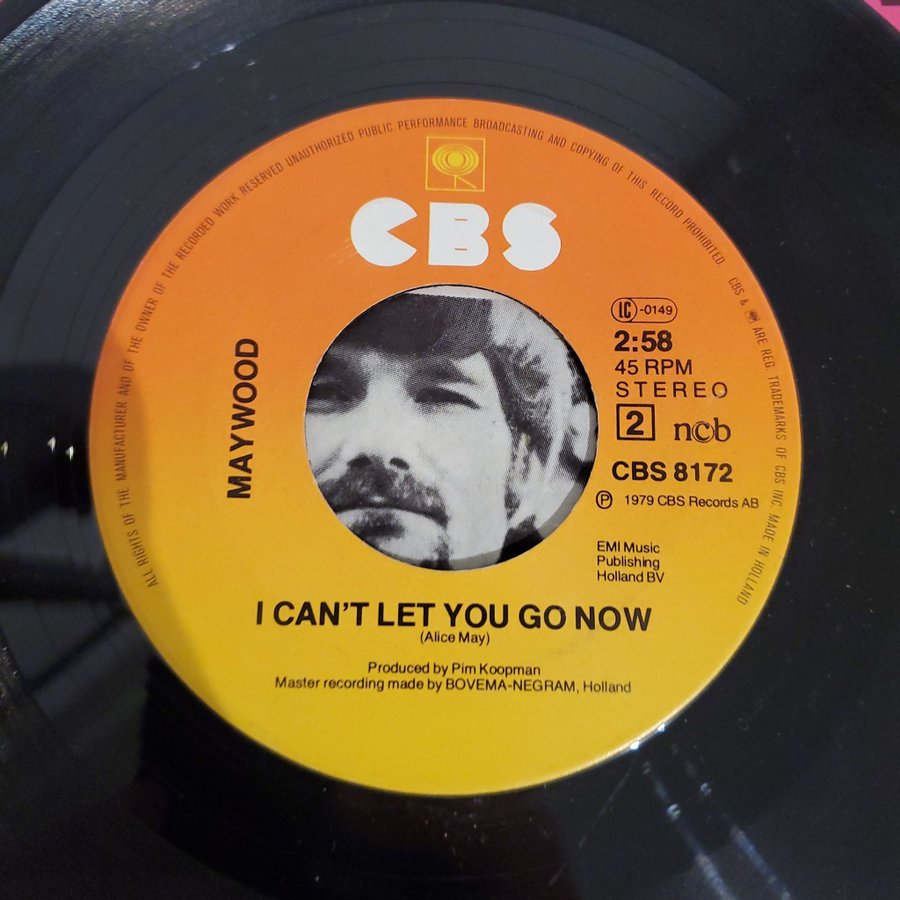 ALL RIGHTS OF THE MANUFACTURER AND OF THE OWNER OF THE RECORDED WORK RESERVED UNAUTHORIZED PUBLIC PERFORMANCE BROADCASTING AND COPYING OF THIS RECORD PROHIBITED. CBS & ARE REG. TRADEMARKS OF CBS INC. MADE IN HOLLAND
CBS
MAYWOOD
LC-0149
2:58
45 RPM
STEREO
2 ncb
CBS 8172
Ⓟ 1979 CBS Records AB
EMI Music
Publishing
Holland BV
I CAN'T LET YOU GO NOW
(Alice May)
Produced by Pim Koopman
Master recording made by BOVEMA-NEGRAM, Holland